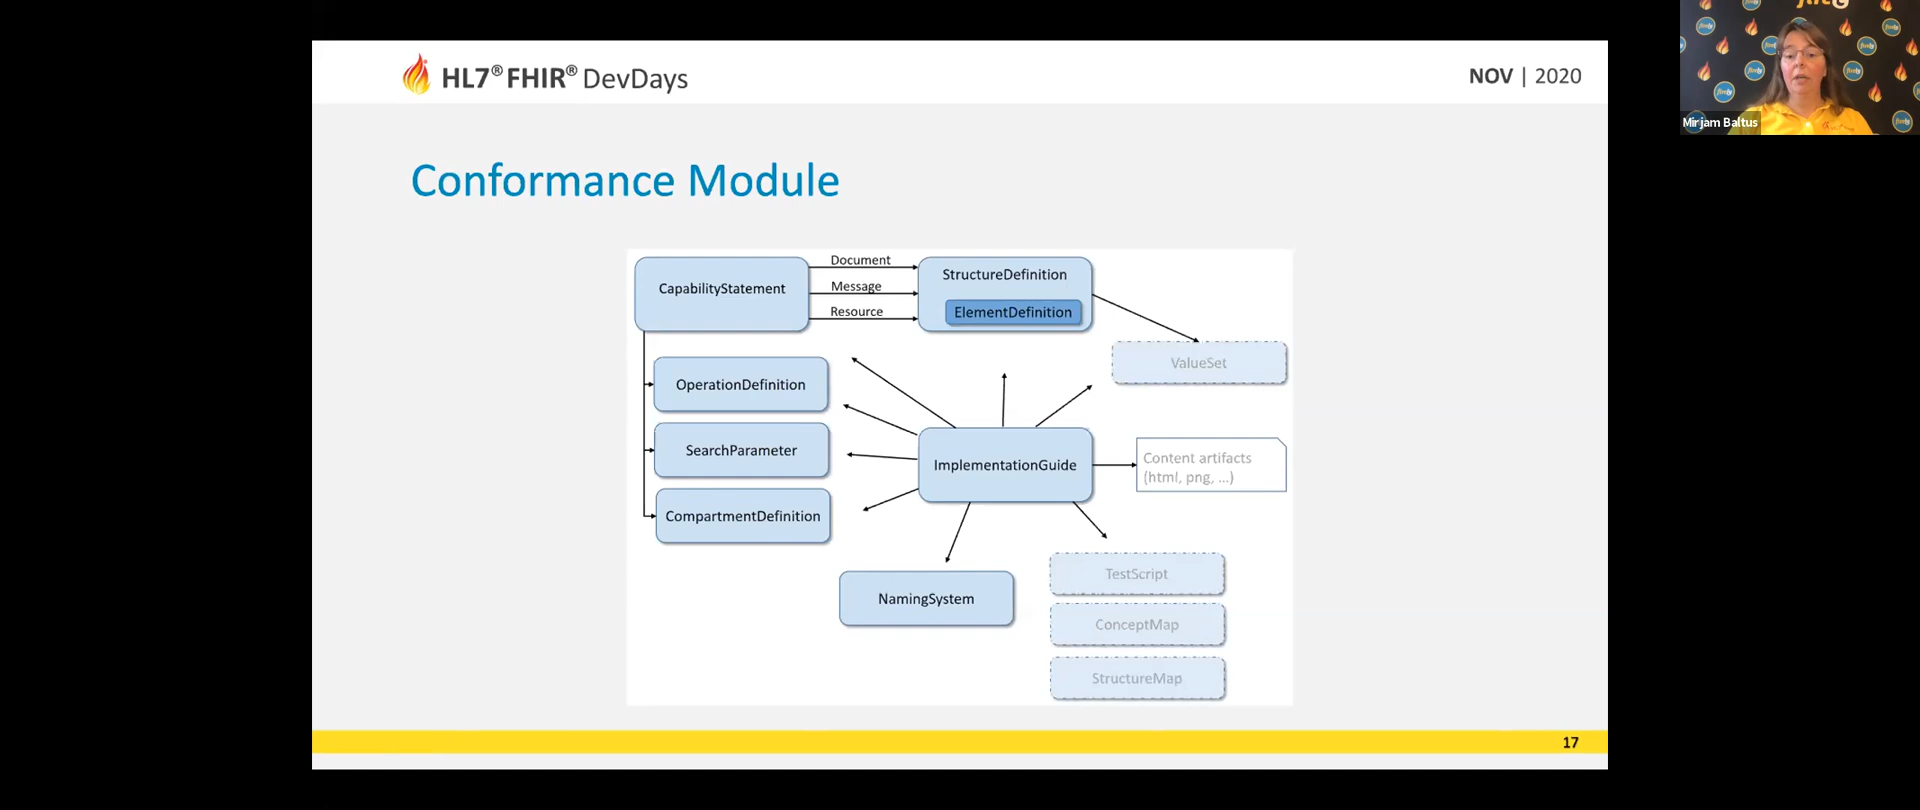 HL7® FHIR® DevDays
NOV | 2020
Mirjam Baltus
Conformance Module
CapabilityStatement
Document
Message
Resource
StructureDefinition
ElementDefinition
ValueSet
OperationDefinition
SearchParameter
CompartmentDefinition
ImplementationGuide
Content artifacts
(html, png, ...)
NamingSystem
TestScript
ConceptMap
StructureMap
17